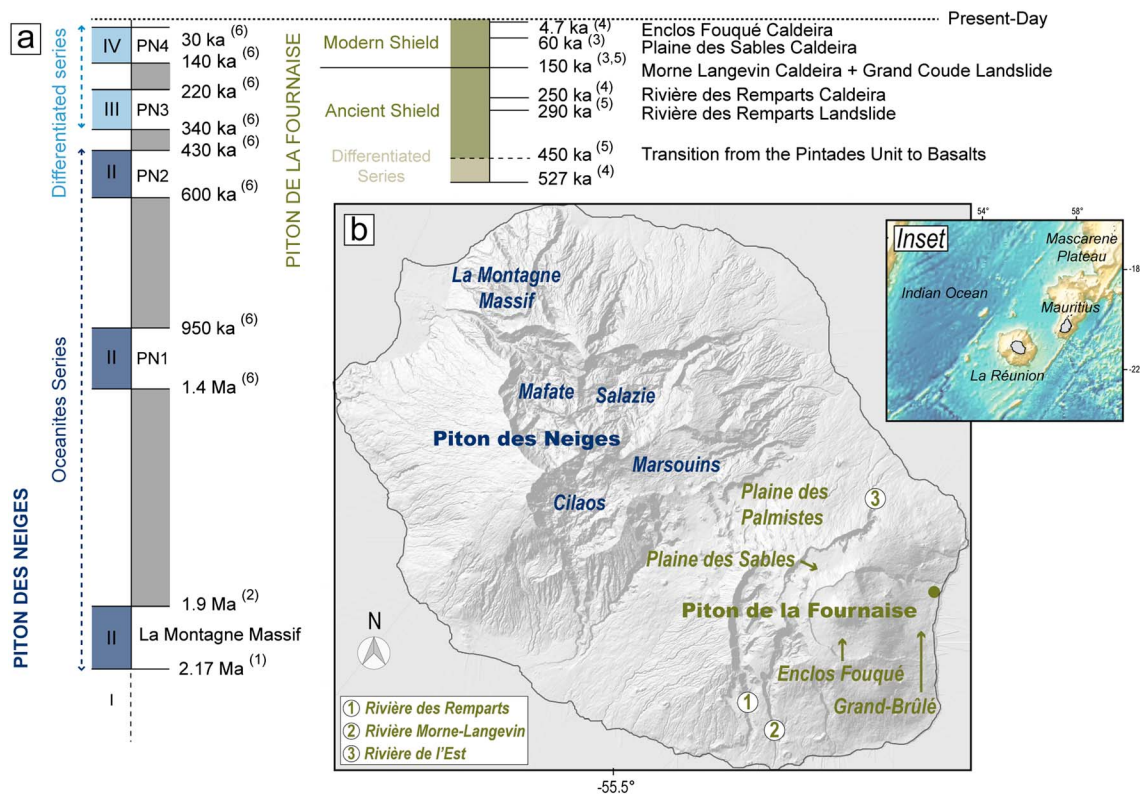 a
Present-Day
PITON DES NEIGES
Differentiated series
Oceanites Series
IV
PN4
30 ka (6)
140 ka (6)
220 ka (6)
III
PN3
340 ka (6)
430 ka (6)
II
PN2
600 ka (6)
950 ka (6)
II
PN1
1.4 Ma (6)
1.9 Ma (2)
II
La Montagne Massif
2.17 Ma (1)
I
PITON DE LA FOURNAISE
Modern Shield
Ancient Shield
Differentiated
Series
4.7 ka (4) Enclos Fouqué Caldeira
60 ka (3) Plaine des Sables Caldeira
150 ka (3,5) Morne Langevin Caldeira + Grand Coude Landslide
250 ka (4) Rivière des Remparts Caldeira
290 ka (5) Rivière des Remparts Landslide
450 ka (5) Transition from the Pintades Unit to Basalts
527 ka (4)
b
La Montagne
Massif
Mafate
Salazie
Piton des Neiges
Marsouins
Cilaos
Plaine des
Palmistes
3
Plaine des Sables
Piton de la Fournaise
Enclos Fouqué
Grand-Brûlé
1
2
N
1 Rivière des Remparts
2 Rivière Morne-Langevin
3 Rivière de l'Est
-55.5°
54
58
Inset
Mascarene
Plateau
-18
Indian Ocean
Mauritius
La Réunion
-22